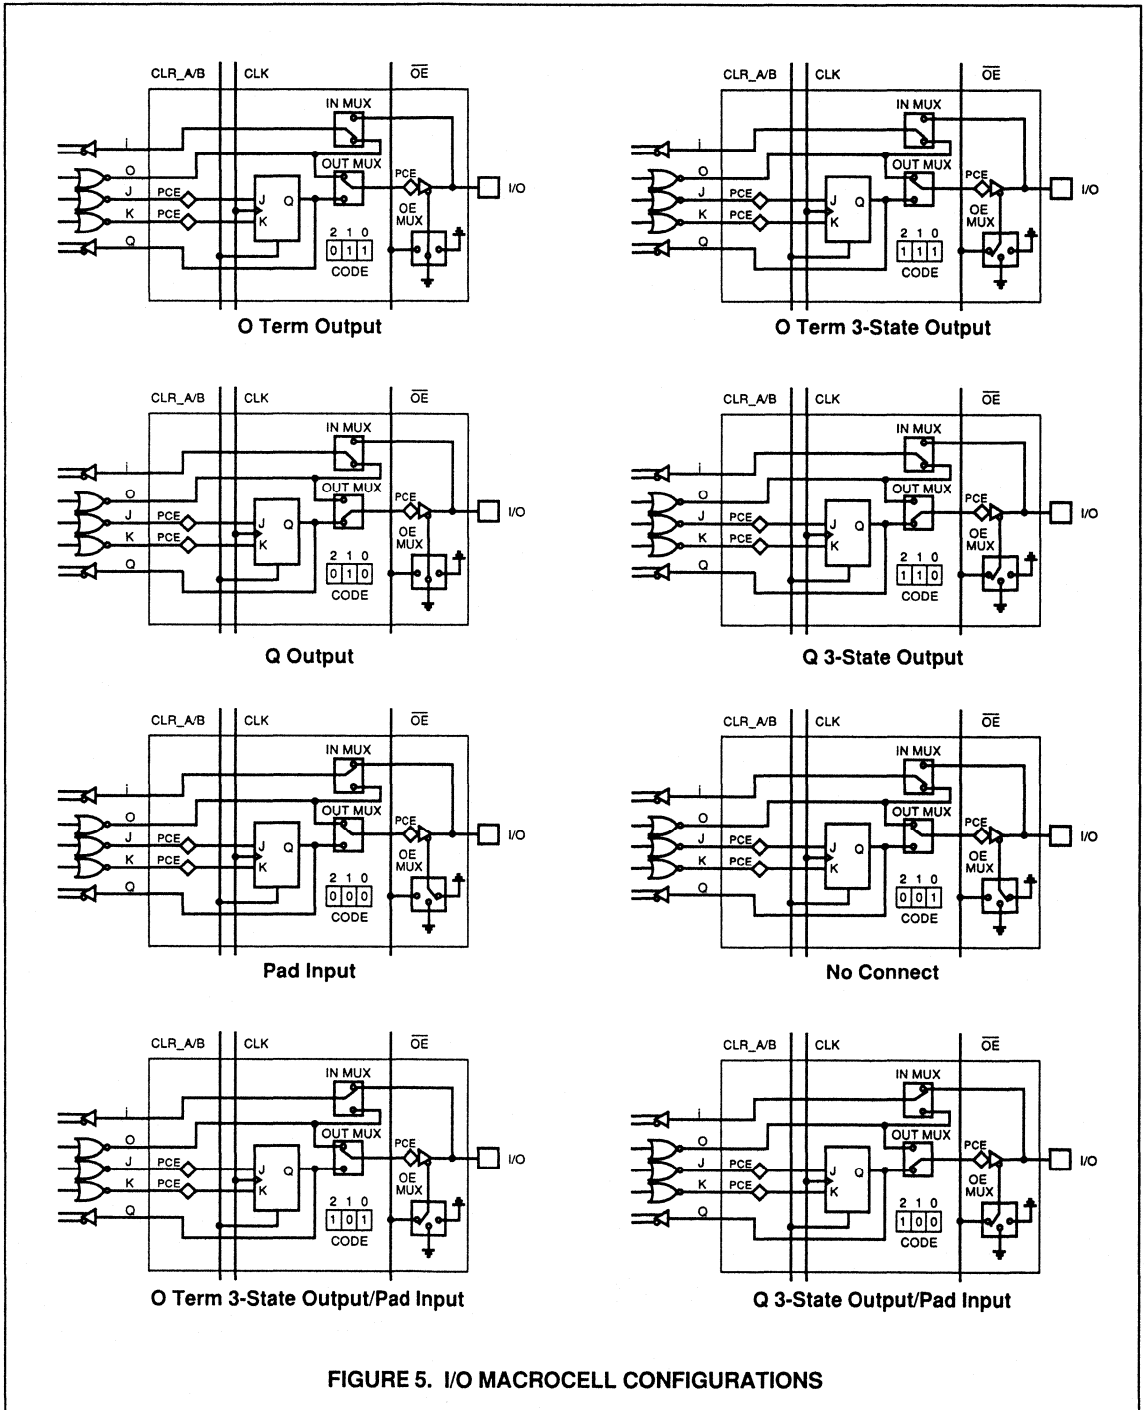 CLR_A/B CLK OE
IN MUX
i
O OUT MUX
J PCE J Q PCE I/O
K PCE K OE MUX
Q 2 1 0
0 1 1
CODE
O Term Output
CLR_A/B CLK OE
IN MUX
i
O OUT MUX
J PCE J Q PCE I/O
K PCE K OE MUX
Q 2 1 0
1 1 1
CODE
O Term 3-State Output
CLR_A/B CLK OE
IN MUX
i
O OUT MUX
J PCE J Q PCE I/O
K PCE K OE MUX
Q 2 1 0
0 1 0
CODE
Q Output
CLR_A/B CLK OE
IN MUX
i
O OUT MUX
J PCE J Q PCE I/O
K PCE K OE MUX
Q 2 1 0
1 1 0
CODE
Q 3-State Output
CLR_A/B CLK OE
IN MUX
i
O OUT MUX
J PCE J Q PCE I/O
K PCE K OE MUX
Q 2 1 0
0 0 0
CODE
Pad Input
CLR_A/B CLK OE
IN MUX
i
O OUT MUX
J PCE J Q PCE I/O
K PCE K OE MUX
Q 2 1 0
0 0 1
CODE
No Connect
CLR_A/B CLK OE
IN MUX
i
O OUT MUX
J PCE J Q PCE I/O
K PCE K OE MUX
Q 2 1 0
1 0 1
CODE
O Term 3-State Output/Pad Input
CLR_A/B CLK OE
IN MUX
i
O OUT MUX
J PCE J Q PCE I/O
K PCE K OE MUX
Q 2 1 0
1 0 0
CODE
Q 3-State Output/Pad Input
FIGURE 5. I/O MACROCELL CONFIGURATIONS